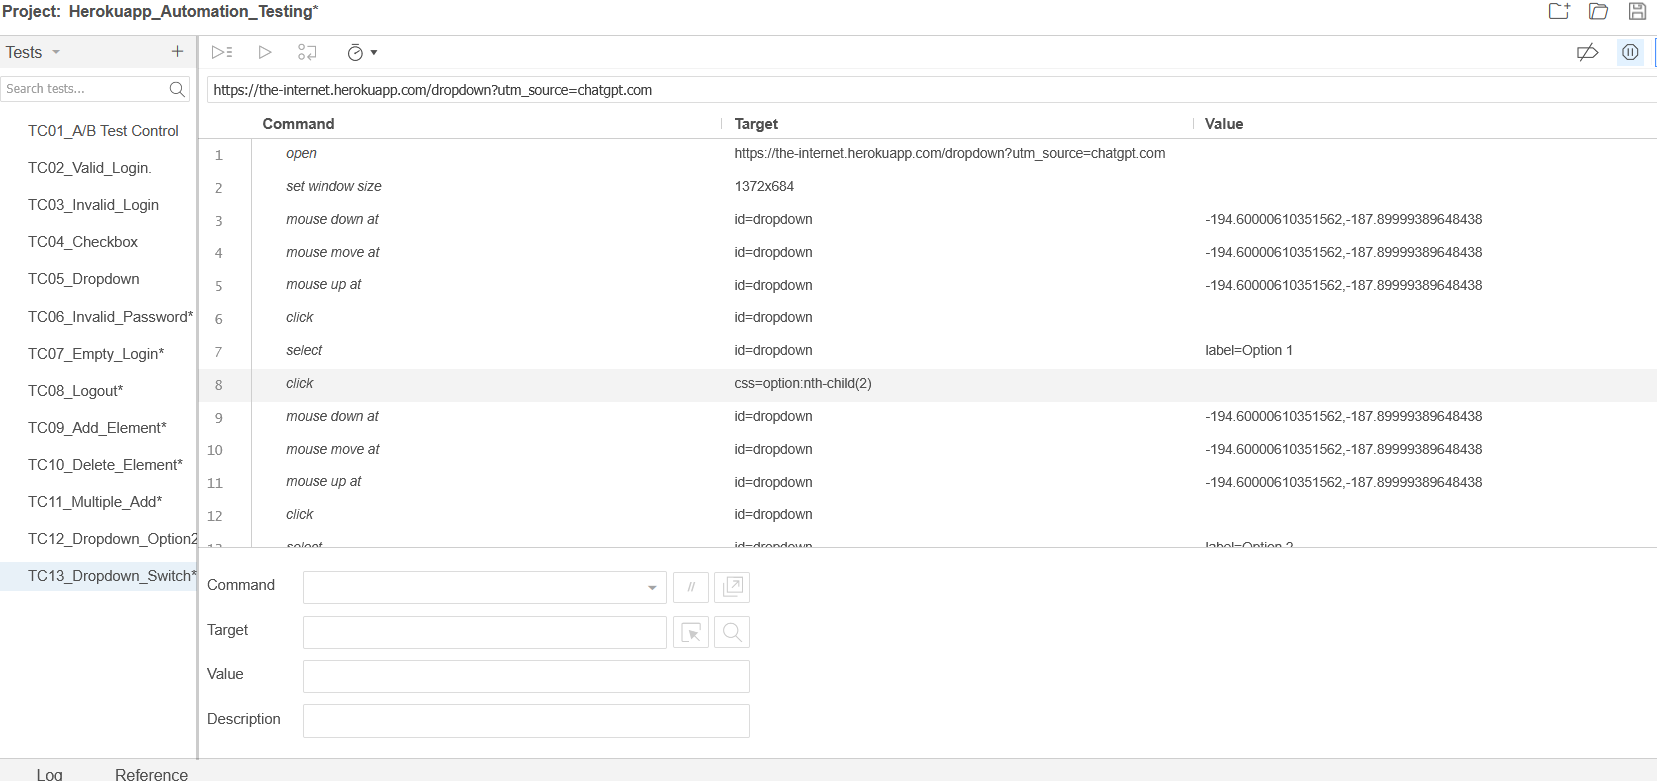 Project: Herokuapp_Automation_Testing*
Tests
Search tests...
TC01_A/B Test Control
TC02_Valid_Login.
TC03_Invalid_Login
TC04_Checkbox
TC05_Dropdown
TC06_Invalid_Password*
TC07_Empty_Login*
TC08_Logout*
TC09_Add_Element*
TC10_Delete_Element*
TC11_Multiple_Add*
TC12_Dropdown_Option2
TC13_Dropdown_Switch*
https://the-internet.herokuapp.com/dropdown?utm_source=chatgpt.com
Command Target Value
1 open https://the-internet.herokuapp.com/dropdown?utm_source=chatgpt.com
2 set window size 1372x684
3 mouse down at id=dropdown -194.60000610351562,-187.89999389648438
4 mouse move at id=dropdown -194.60000610351562,-187.89999389648438
5 mouse up at id=dropdown -194.60000610351562,-187.89999389648438
6 click id=dropdown
7 select id=dropdown label=Option 1
8 click css=option:nth-child(2)
9 mouse down at id=dropdown -194.60000610351562,-187.89999389648438
10 mouse move at id=dropdown -194.60000610351562,-187.89999389648438
11 mouse up at id=dropdown -194.60000610351562,-187.89999389648438
12 click id=dropdown
13 select id=dropdown label=Option 2
Command
//
Target
Value
Description
Log Reference